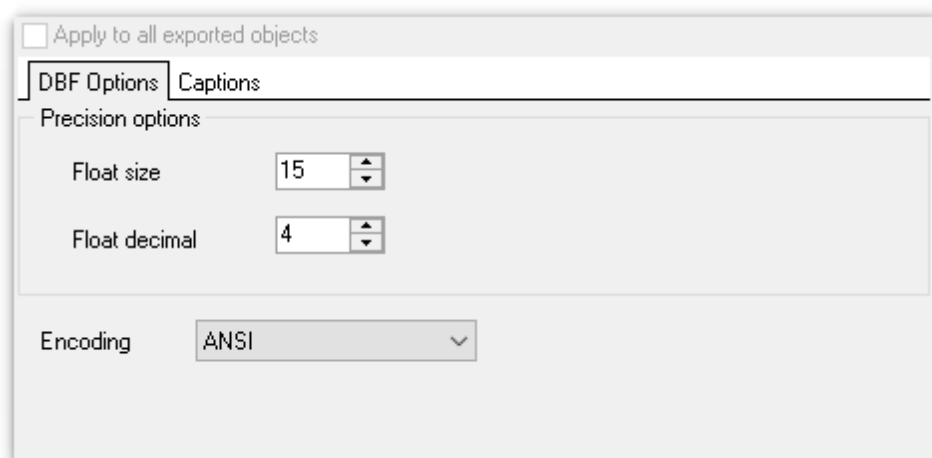 Apply to all exported objects
DBF Options Captions
Precision options
Float size 15
Float decimal 4
Encoding ANSI